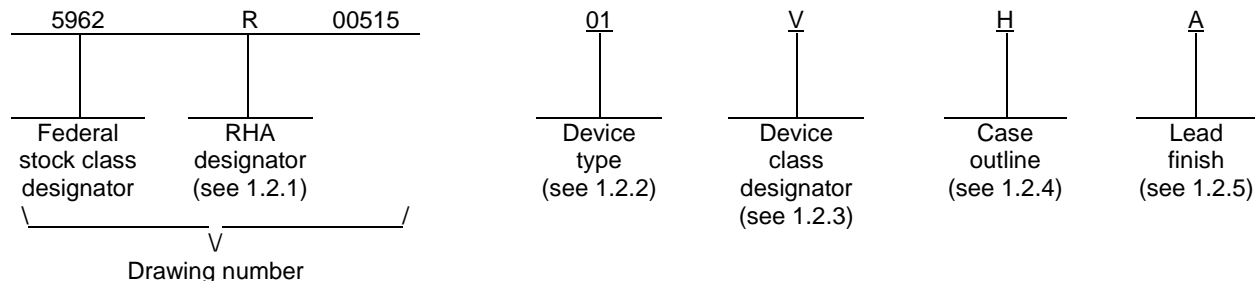 5962 R 00515 01 V H A
Federal stock class designator
RHA designator (see 1.2.1)
Device type (see 1.2.2)
Device class designator (see 1.2.3)
Case outline (see 1.2.4)
Lead finish (see 1.2.5)
\ /
\/
Drawing number